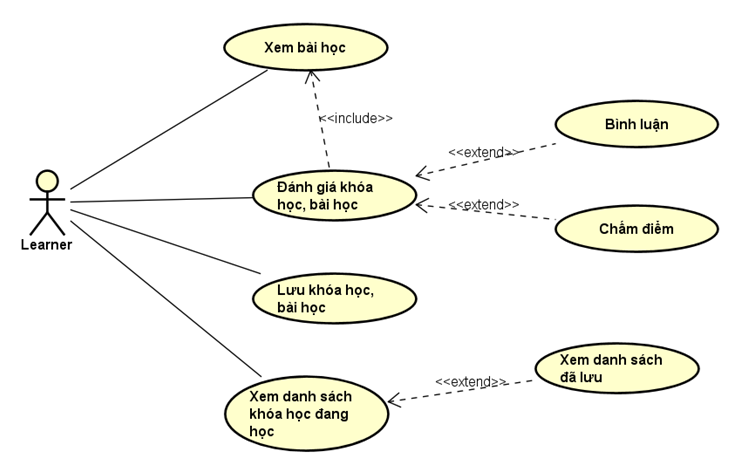 Xem bài học
<<include>>
Bình luận
<<extend>>
Đánh giá khóa
học, bài học
<<extend>>
Chấm điểm
Learner
Lưu khóa học,
bài học
Xem danh sách
đã lưu
<<extend>>
Xem danh sách
khóa học đang
học